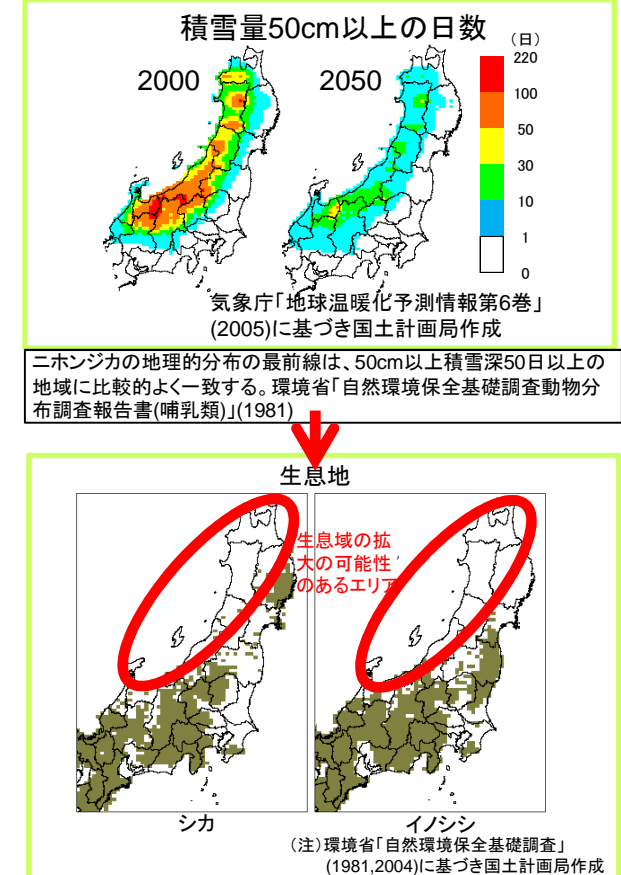 積雪量50cm以上の日数
(日)
2000
2050
220
100
50
30
10
1
0
気象庁「地球温暖化予測情報第6巻」
(2005)に基づき国土計画局作成
ニホンジカの地理的分布の最前線は、50cm以上積雪深50日以上の
地域に比較的よく一致する。環境省「自然環境保全基礎調査動物分
布調査報告書(哺乳類)」(1981)
生息地
生息域の拡
大の可能性
のあるエリア
シカ
イノシシ
(注)環境省「自然環境保全基礎調査」
(1981,2004)に基づき国土計画局作成